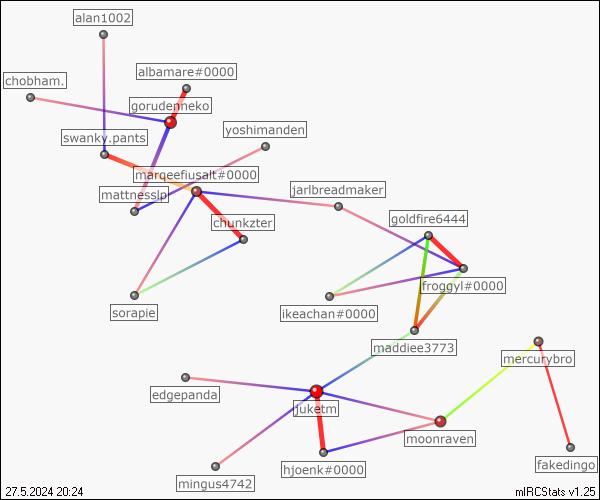 alan1002
albamare#0000
chobham.
gorudenneko
yoshimanden
swanky.pants
marqeefiusalt#0000
mattnesslp
jarlbreadmaker
chunkzter
goldfire6444
froggyl#0000
sorapie
ikeachan#0000
maddiee3773
mercurybro
edgepanda
juketm
moonraven
hjoenk#0000
fakedingo
mingus4742
27.5.2024 20:24
mIRCStats v1.25